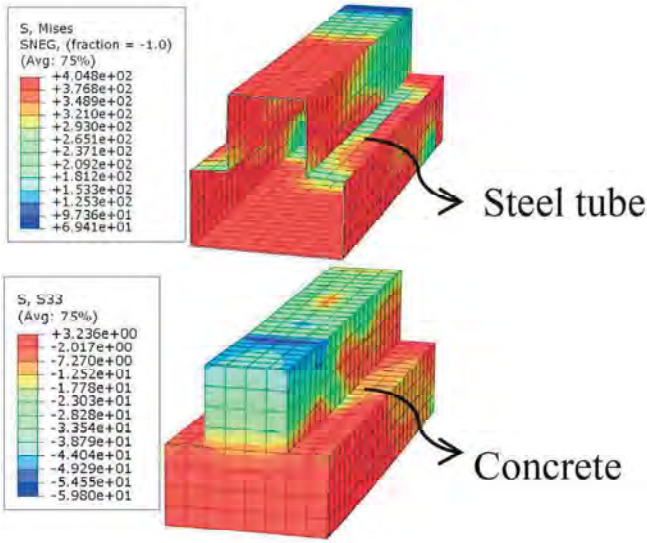 S, Mises
SNEG, (fraction = -1.0)
(Avg: 75%)
+4.048e+02
+3.768e+02
+3.489e+02
+3.210e+02
+2.930e+02
+2.651e+02
+2.371e+02
+2.092e+02
+1.812e+02
+1.533e+02
+1.253e+02
+9.736e+01
+6.941e+01
Steel tube
S, S33
(Avg: 75%)
+3.236e+00
-2.017e+00
-7.270e+00
-1.252e+01
-1.778e+01
-2.303e+01
-2.828e+01
-3.354e+01
-3.879e+01
-4.404e+01
-4.929e+01
-5.455e+01
-5.980e+01
Concrete